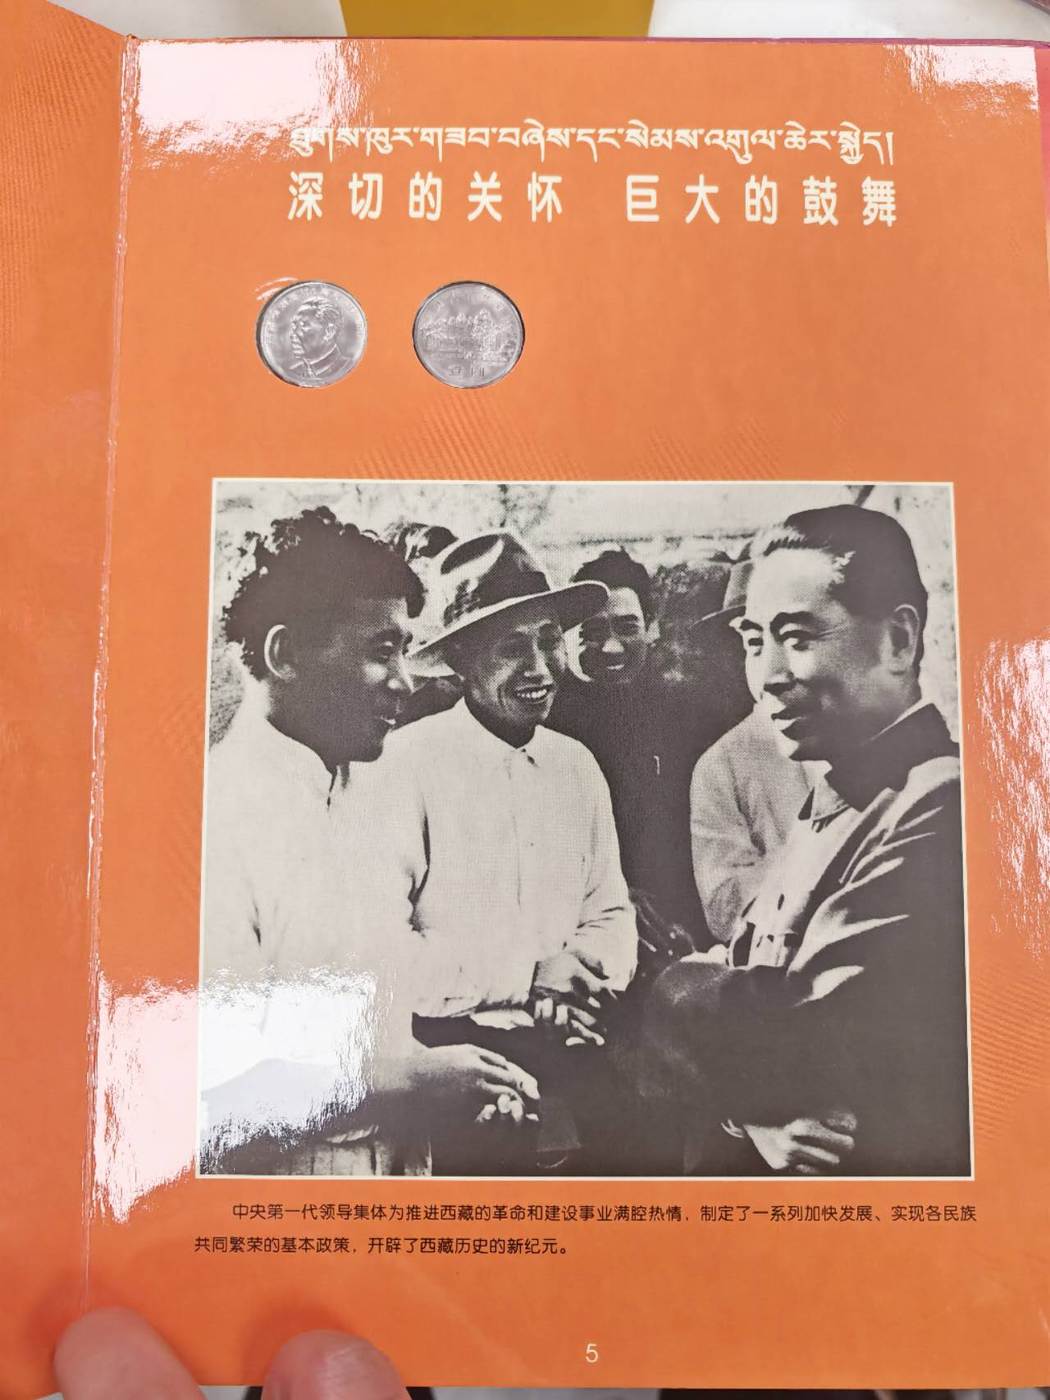 ཐུགས་ཁུར་གཟབ་བཞེས་དང་སེམས་འགུལ་ཆེར་སྐྱེད།
深切的关怀 巨大的鼓舞
中央第一代领导集体为推进西藏的革命和建设事业满腔热情，制定了一系列加快发展、实现各民族
共同繁荣的基本政策，开辟了西藏历史的新纪元。
5